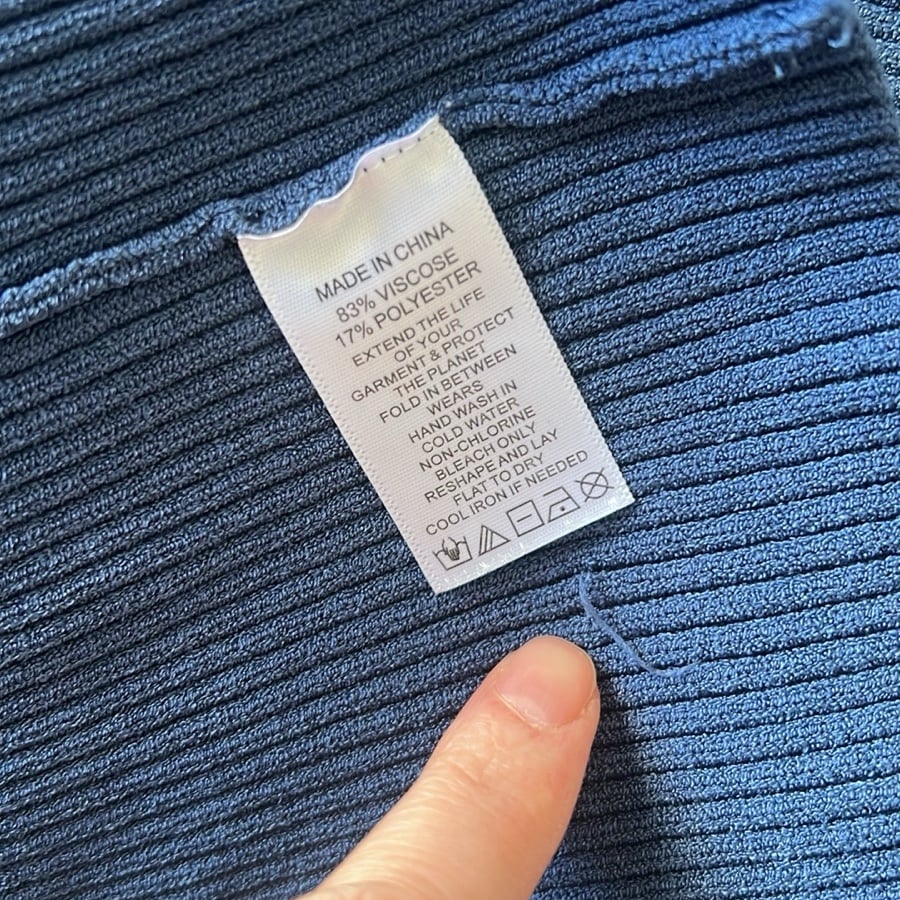 MADE IN CHINA
83% VISCOSE
17% POLYESTER
EXTEND THE LIFE
OF YOUR
GARMENT & PROTECT
THE PLANET
FOLD IN BETWEEN
WEARS
HAND WASH IN
COLD WATER
NON-CHLORINE
BLEACH ONLY
RESHAPE AND LAY
FLAT TO DRY
COOL IRON IF NEEDED